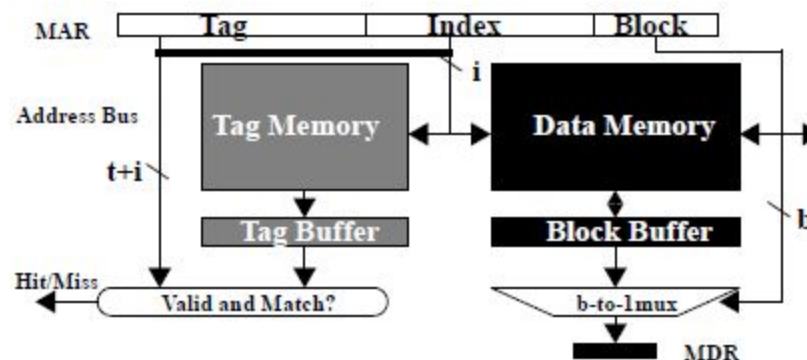 MAR Tag Index Block
i
Address Bus Tag Memory Data Memory
t+i
b
Tag Buffer Block Buffer
Hit/Miss
Valid and Match? b-to-1mux
MDR